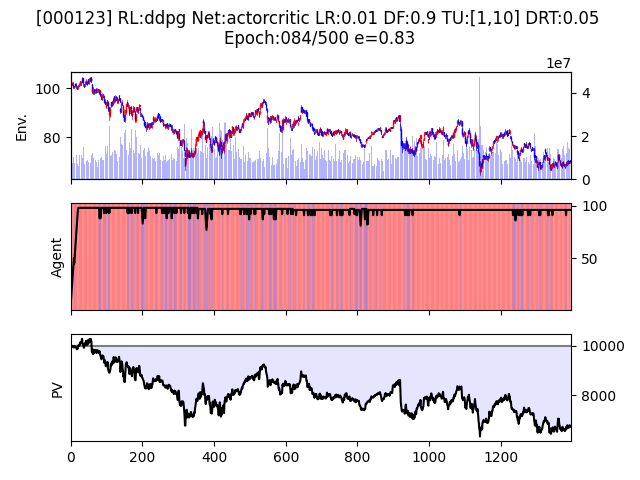 [000123] RL:ddpg Net:actorcritic LR:0.01 DF:0.9 TU:[1,10] DRT:0.05
Epoch:084/500 e=0.83
1e7
100
80
Env.
4
2
0
Agent
100
50
PV
10000
8000
0 200 400 600 800 1000 1200